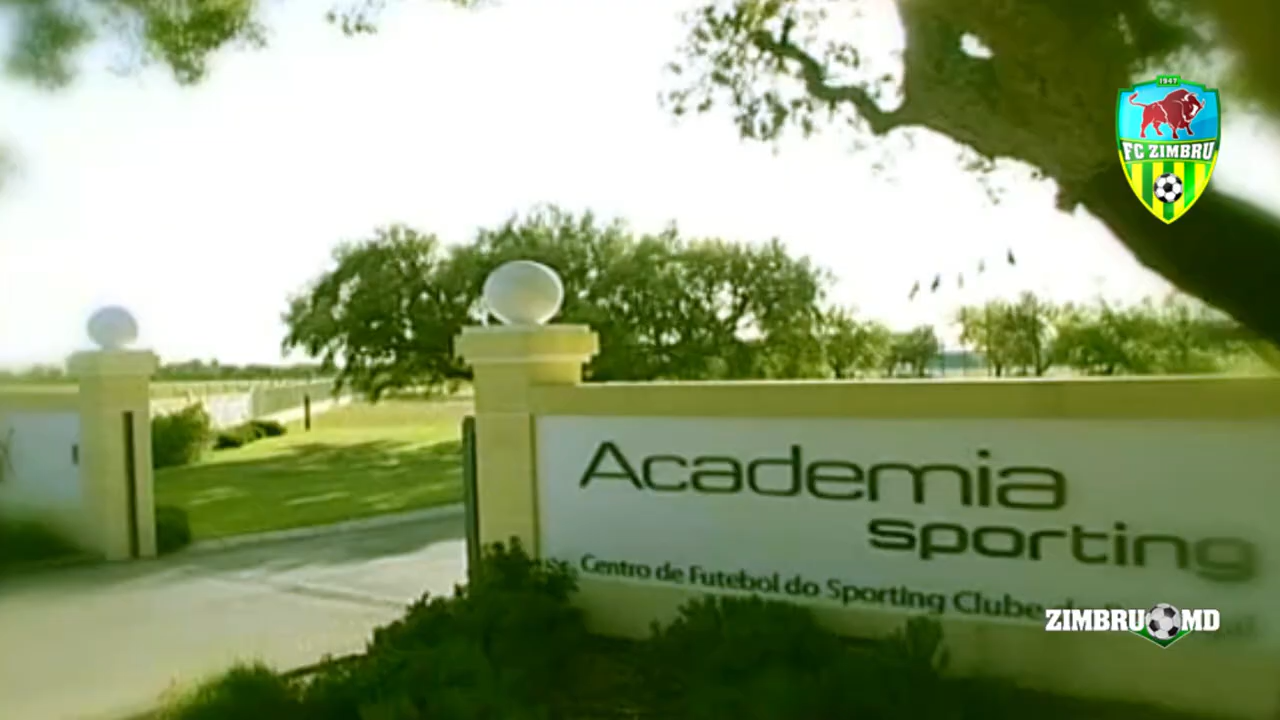 1947
FC ZIMBRU
Academia
sporting
Centro de Futebol do Sporting Clube
ZIMBRU MD